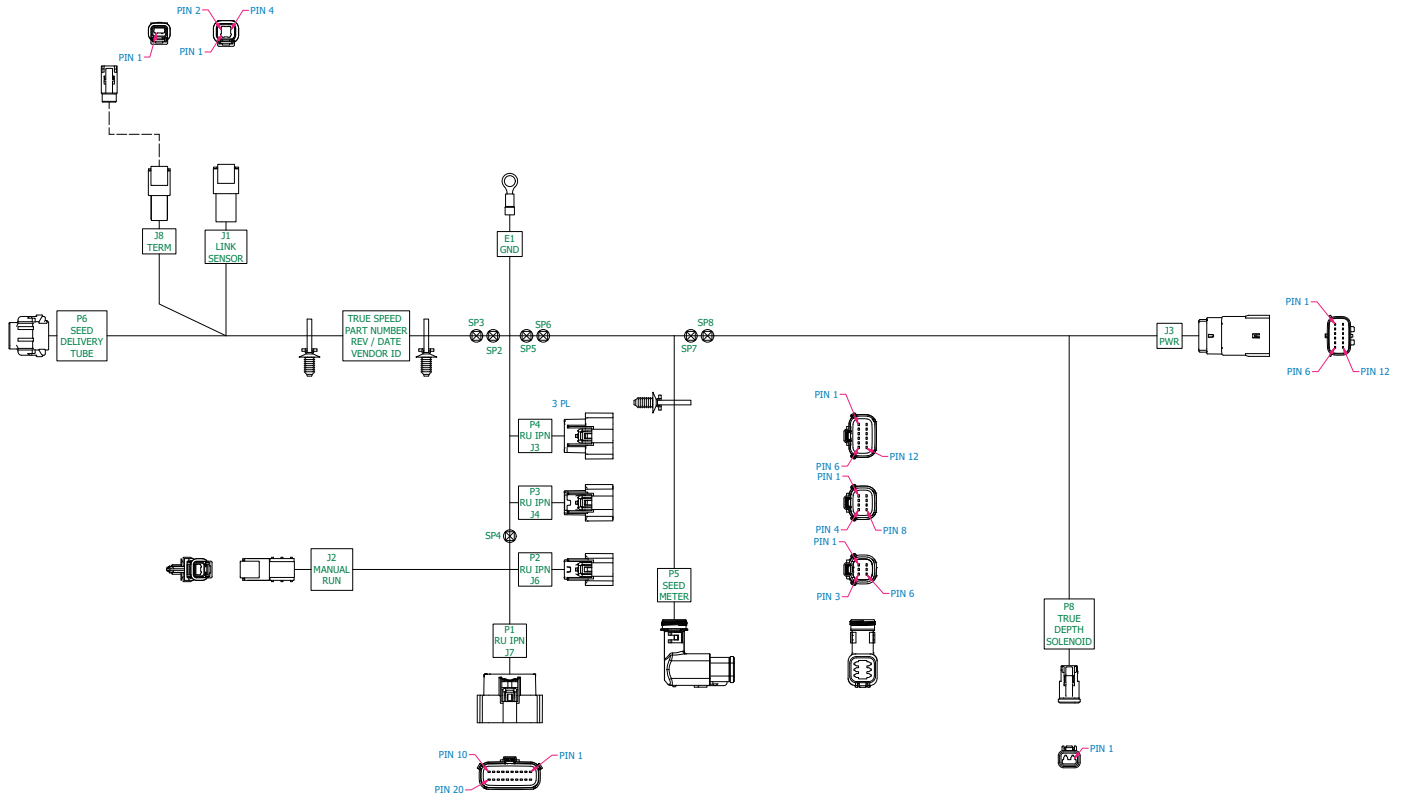 PIN 2
PIN 4
PIN 1
PIN 1
J8
TERM
J1
LINK
SENSOR
E1
GND
P6
SEED
DELIVERY
TUBE
TRUE SPEED
PART NUMBER
REV / DATE
VENDOR ID
SP3
SP2
SP6
SP5
SP8
SP7
J3
PWR
PIN 1
PIN 6
PIN 12
3 PL
P4
RU IPN
J3
PIN 1
PIN 12
PIN 6
P3
RU IPN
J4
PIN 1
PIN 4
PIN 8
SP4
P2
RU IPN
J6
PIN 1
PIN 3
PIN 6
J2
MANUAL
RUN
P5
SEED
METER
P1
RU IPN
J7
P8
TRUE
DEPTH
SOLENOID
PIN 10
PIN 1
PIN 20
PIN 1